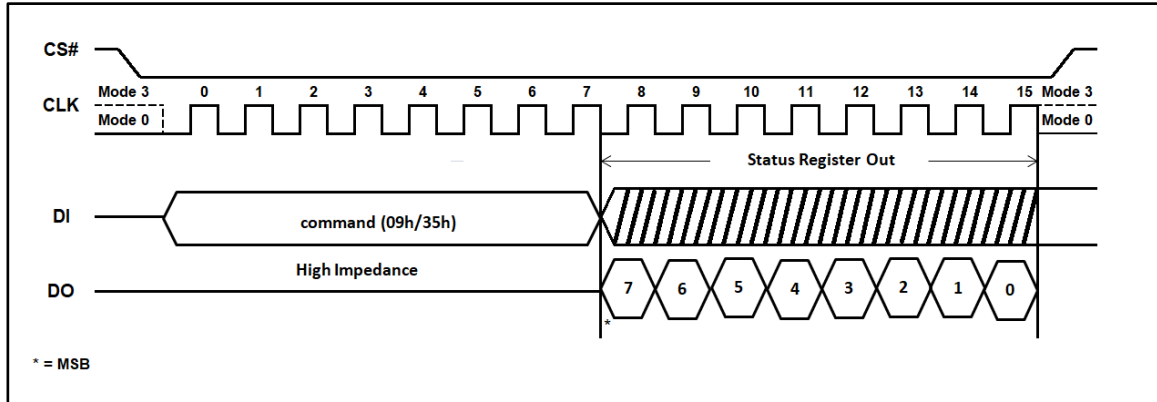 CS#
Mode 3 0 1 2 3 4 5 6 7 8 9 10 11 12 13 14 15 Mode 3
CLK
Mode 0 Mode 0
Status Register Out
DI command (09h/35h)
High Impedance
DO 7 6 5 4 3 2 1 0
*
* = MSB